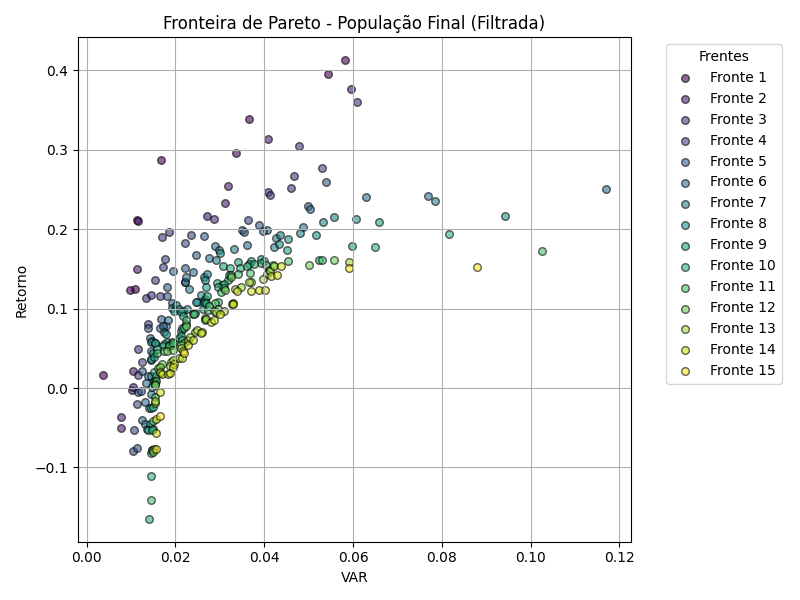 Fronteira de Pareto - População Final (Filtrada)
Retorno
0.4
0.3
0.2
0.1
0.0
−0.1
0.00
0.02
0.04
0.06
0.08
0.10
0.12
VAR
Frentes
Fronte 1
Fronte 2
Fronte 3
Fronte 4
Fronte 5
Fronte 6
Fronte 7
Fronte 8
Fronte 9
Fronte 10
Fronte 11
Fronte 12
Fronte 13
Fronte 14
Fronte 15